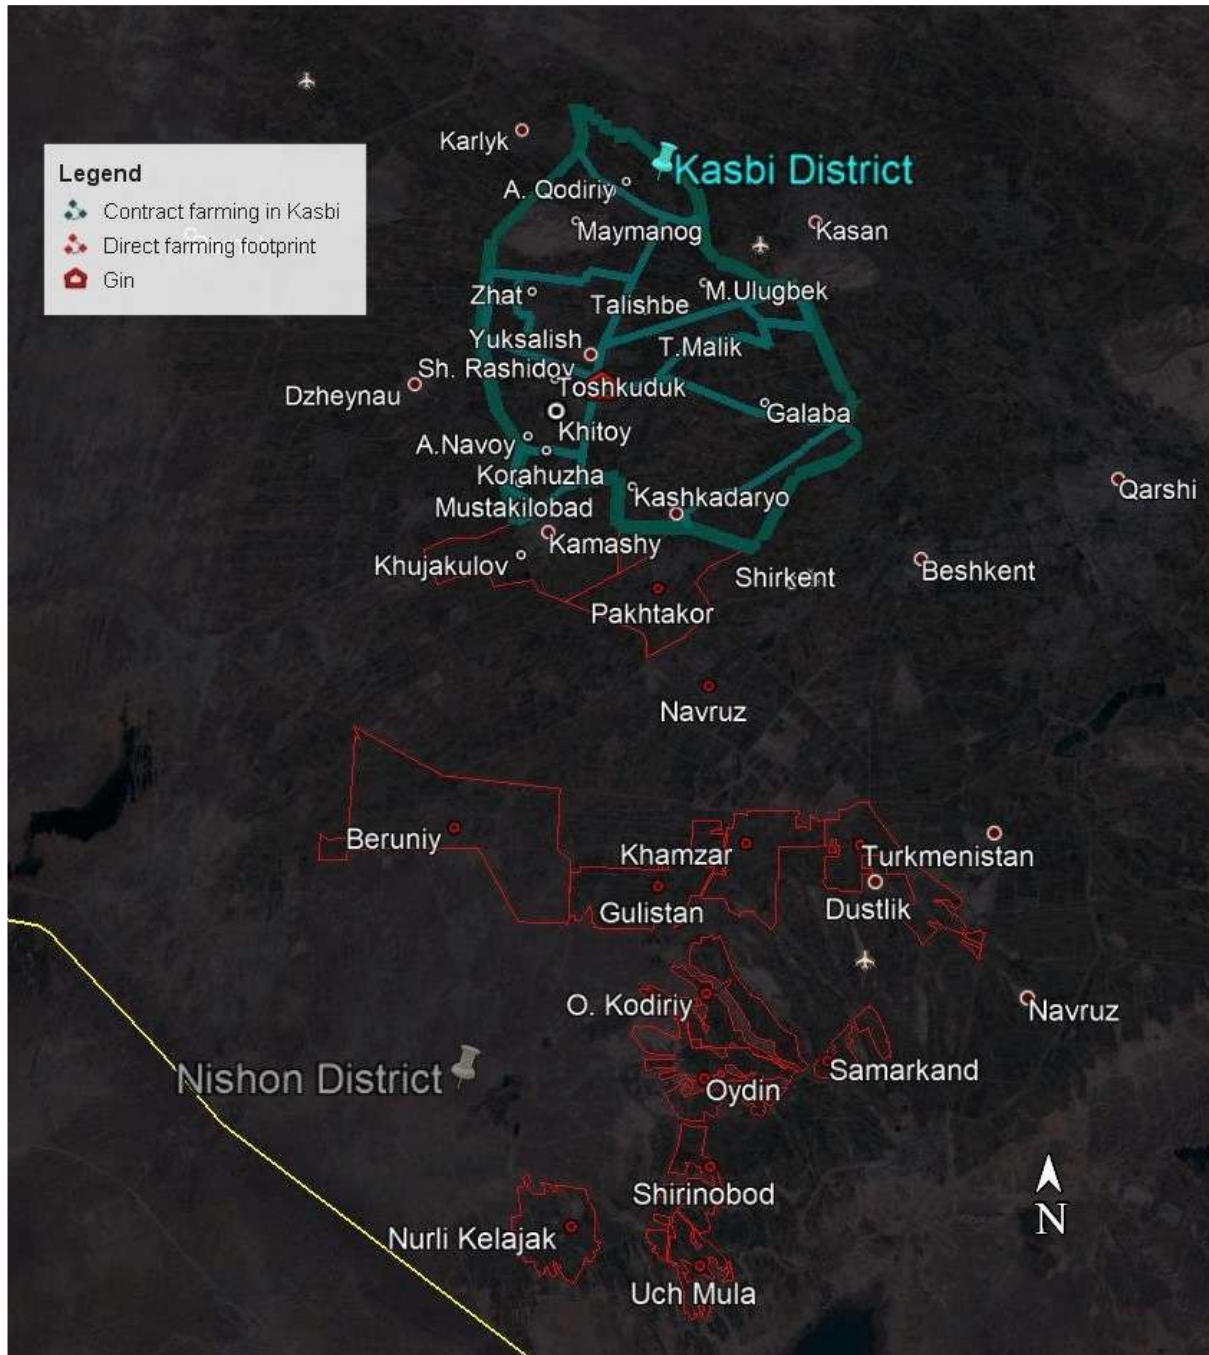 Karlyk
Kasbi District
Legend
A. Qodiriy
Contract farming in Kasbi
Maymanog
Kasan
Direct farming footprint
Gin
Zhat
M.Ulugbek
Talishbe
Yuksalish
T.Malik
Sh. Rashidov
Toshkuduk
Dzheynau
Galaba
Khitoy
A.Navoy
Korahuzha
Qarshi
Kashkadaryo
Mustakilobad
Kamashy
Khujakulov
Beshkent
Shirkent
Pakhtakor
Navruz
Beruniy
Khamzar
Turkmenistan
Gulistan
Dustlik
O. Kodiriy
Navruz
Samarkand
Nishon District
Oydin
Shirinobod
N
Nurli Kelajak
Uch Mula